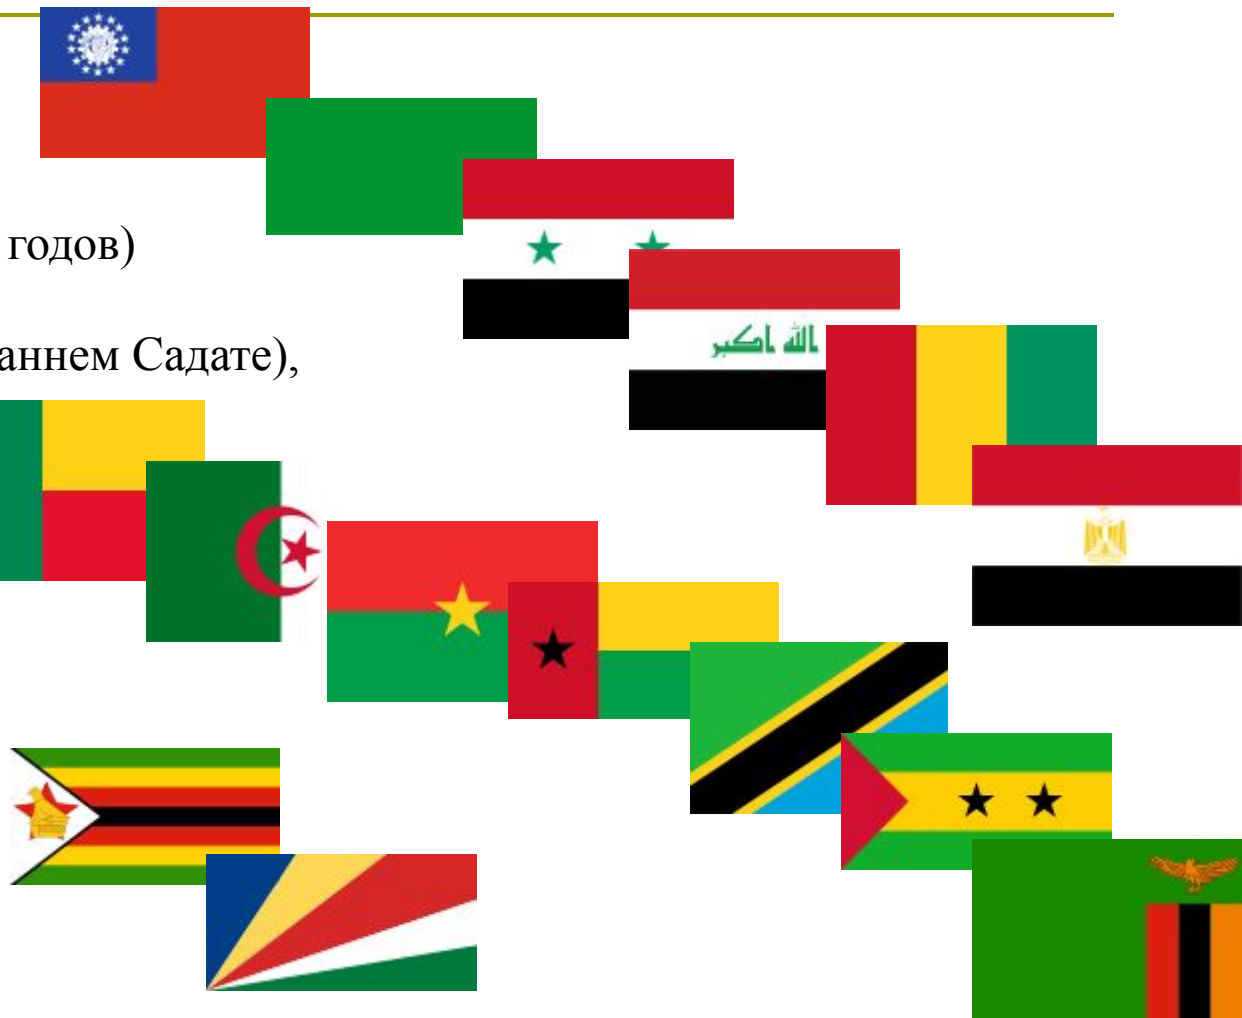 годов)
аннем Садате),
الله اكبر